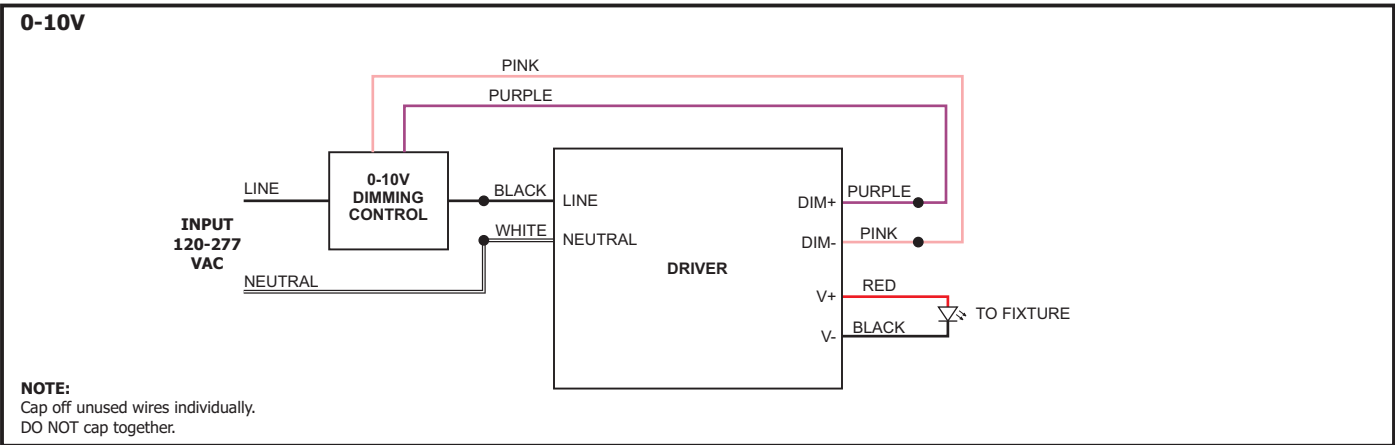 0-10V
PINK
PURPLE
0-10V
DIMMING
CONTROL
LINE
INPUT
120-277
VAC
NEUTRAL
BLACK
WHITE
LINE
NEUTRAL
DRIVER
DIM+
DIM-
V+
V-
PURPLE
PINK
RED
BLACK
TO FIXTURE
NOTE:
Cap off unused wires individually.
DO NOT cap together.